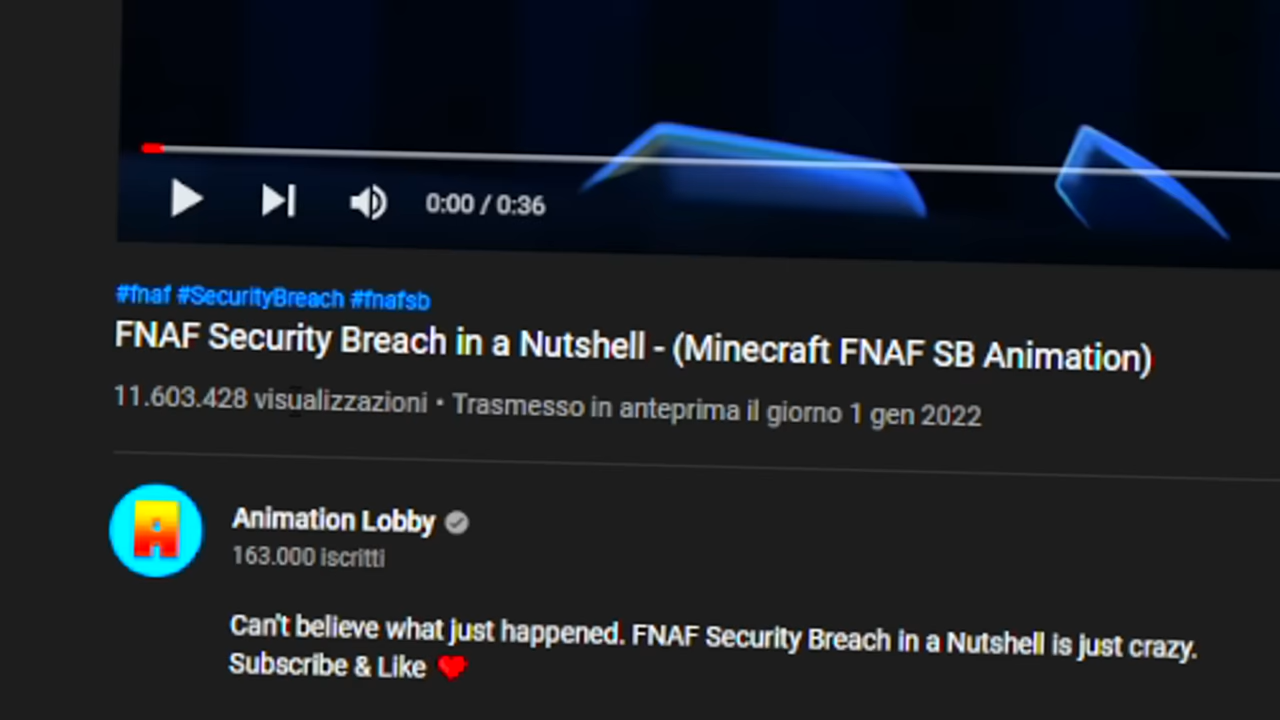 0:00 / 0:36
#fnaf #SecurityBreach #fnafsb
FNAF Security Breach in a Nutshell - (Minecraft FNAF SB Animation)
11.603.428 visualizzazioni • Trasmesso in anteprima il giorno 1 gen 2022
A
Animation Lobby
163.000 iscritti
Can't believe what just happened. FNAF Security Breach in a Nutshell is just crazy.
Subscribe & Like ❤